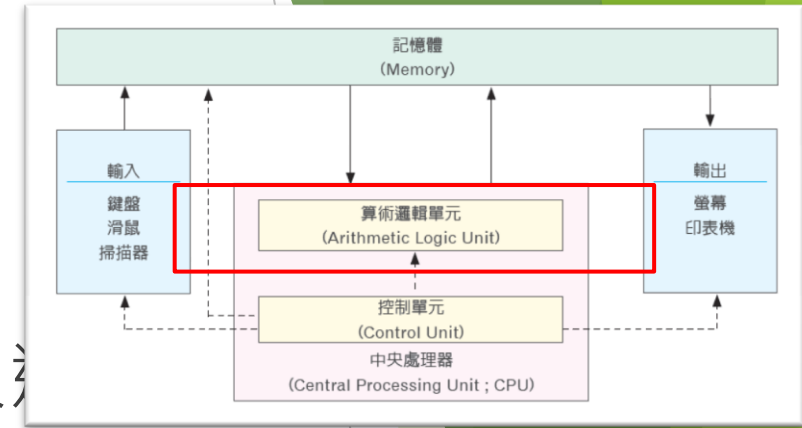 記憶體
(Memory)
輸入
鍵盤
滑鼠
掃描器
算術邏輯單元
(Arithmetic Logic Unit)
控制單元
(Control Unit)
中央處理器
(Central Processing Unit ; CPU)
輸出
螢幕
印表機